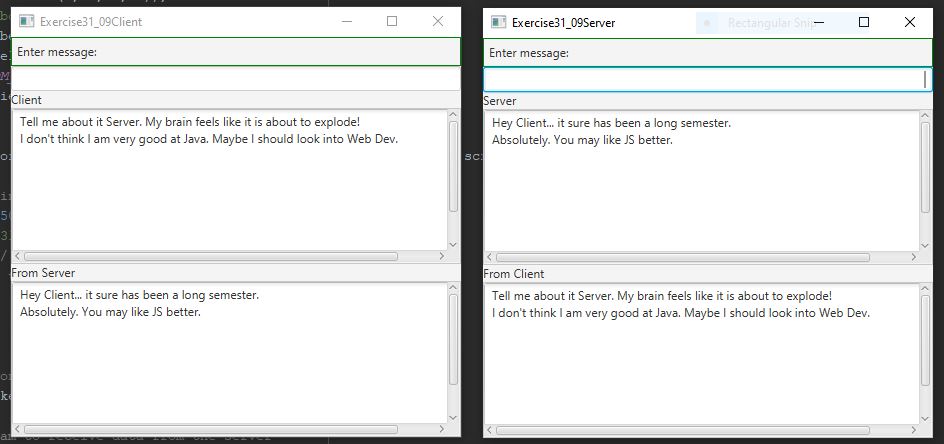 Exercise31_09Client
Enter message:
Client
Tell me about it Server. My brain feels like it is about to explode!
I don't think I am very good at Java. Maybe I should look into Web Dev.
From Server
Hey Client... it sure has been a long semester.
Absolutely. You may like JS better.
Exercise31_09Server
Rectangular Snip
Enter message:
Server
Hey Client... it sure has been a long semester.
Absolutely. You may like JS better.
From Client
Tell me about it Server. My brain feels like it is about to explode!
I don't think I am very good at Java. Maybe I should look into Web Dev.